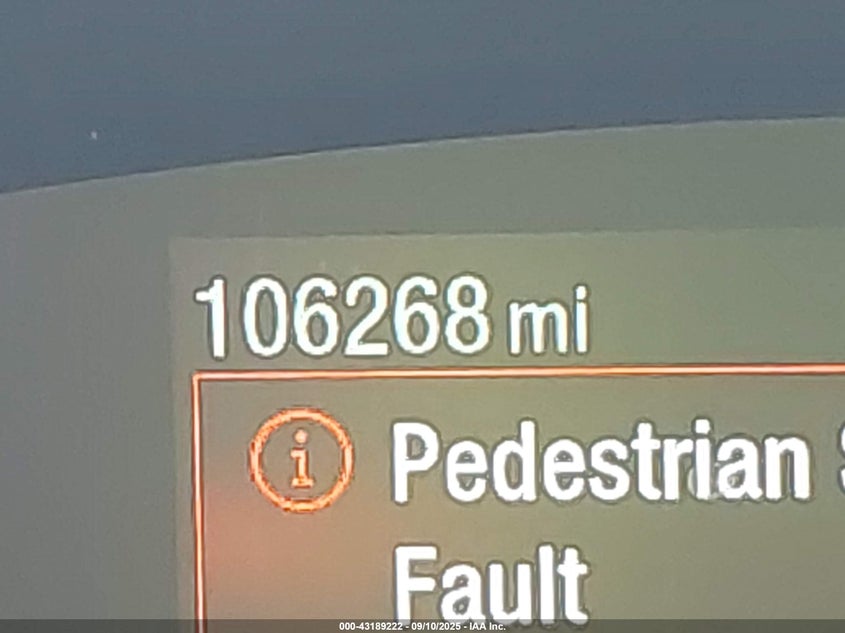 106268 mi
i Pedestrian
Fault
000-43189222 - 09/10/2025 - IAA Inc.